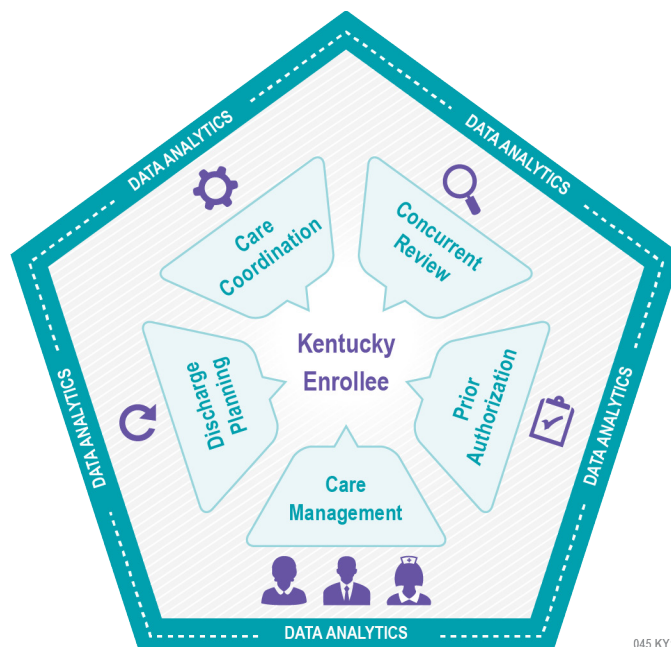 DATA ANALYTICS
DATA ANALYTICS
Care
Coordination
Concurrent
Review
Kentucky
Enrollee
Discharge
Planning
Prior
Authorization
DATA ANALYTICS
DATA ANALYTICS
Care
Management
DATA ANALYTICS
045 KY